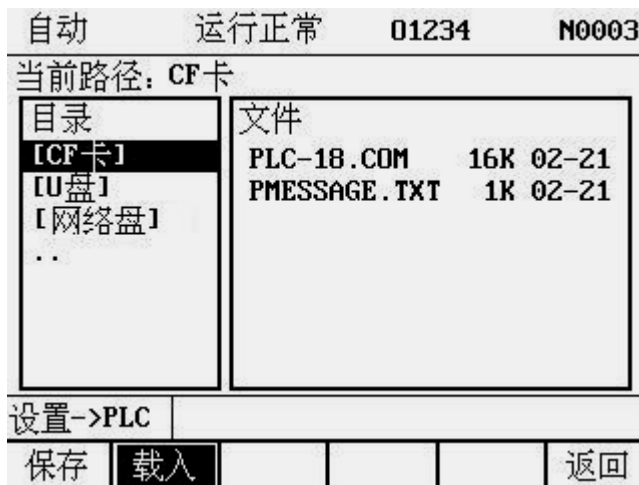 自动 运行正常 O1234 N0003
当前路径：CF卡
目录
[CF卡]
[U盘]
[网络盘]
..
文件
PLC-18.COM 16K 02-21
PMESSAGE.TXT 1K 02-21
设置->PLC
保存 载入 返回